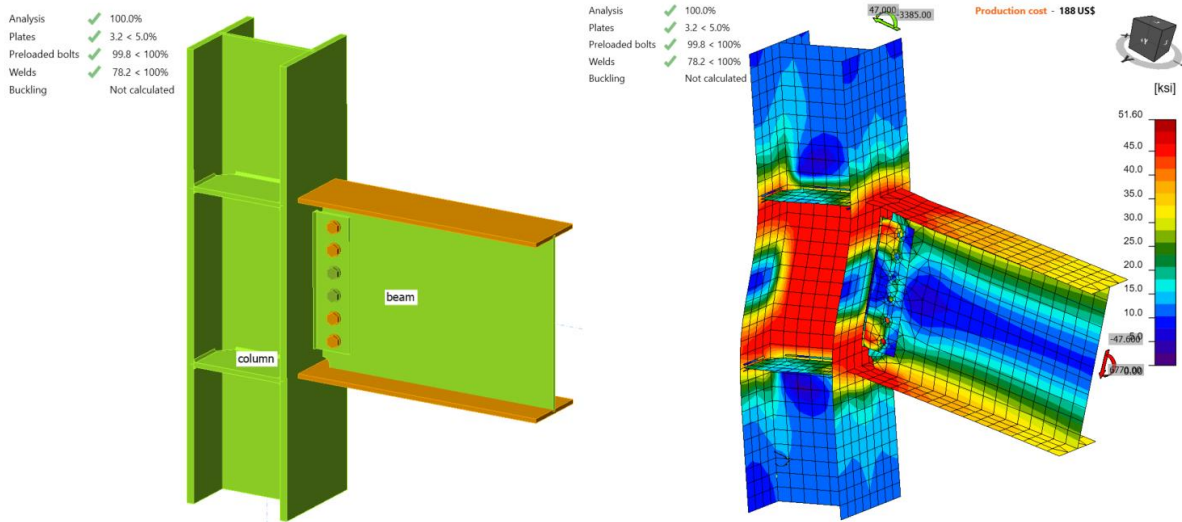 Analysis 100.0%
Plates 3.2 < 5.0%
Preloaded bolts 99.8 < 100%
Welds 78.2 < 100%
Buckling Not calculated
beam
column
Analysis 100.0%
Plates 3.2 < 5.0%
Preloaded bolts 99.8 < 100%
Welds 78.2 < 100%
Buckling Not calculated
47.000
-3385.00
Production cost - 188 US$
[ksi]
51.60
45.0
40.0
35.0
30.0
25.0
20.0
15.0
10.0
5.0
0.00